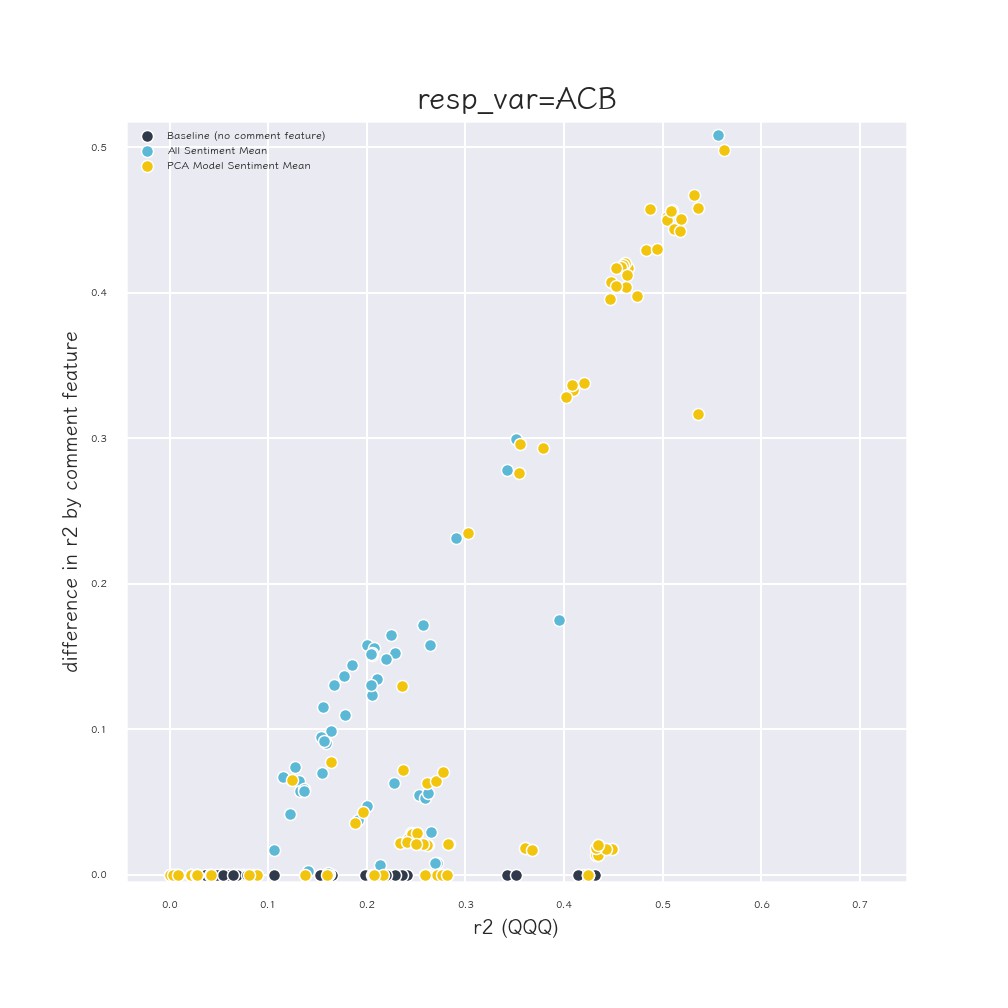 resp_var=ACB
Baseline (no comment feature)
All Sentiment Mean
PCA Model Sentiment Mean
difference in r2 by comment feature
0.5
0.4
0.3
0.2
0.1
0.0
0.0 0.1 0.2 0.3 0.4 0.5 0.6 0.7
r2 (QQQ)